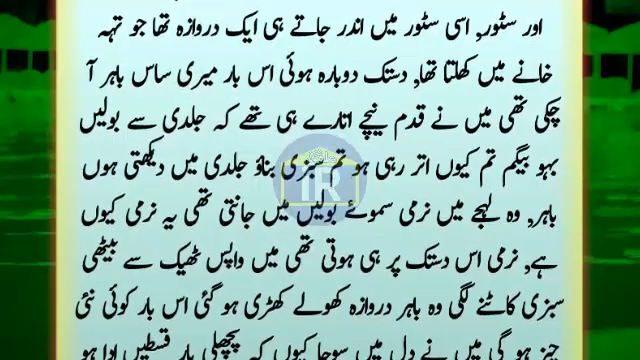 اور سٹور, اسی سٹور میں اندر جاتے ہی ایک دروازہ تھا جو تہہ
خانے میں کھلتا تھا, دستک دوبارہ ہوئی اس بار میری ساس باہر آ
چکی تھی میں نے قدم نیچے اتارے ہی تھے کہ جلدی سے بولیں
بہو بیگم تم کیوں اتر رہی ہو تم سبزی بناؤ جلدی میں دیکھتی ہوں
باہر, وہ لہجے میں نرمی سموئے بولیں میں جانتی تھی یہ نرمی کیوں
ہے, نرمی اس دستک پر ہی ہوتی تھی میں واپس ٹھیک سے بیٹھی
سبزی کاٹنے لگی وہ باہر دروازہ کھولے کھڑی ہو گئی اس بار کوئی نئی
چیز ہو گی میں نے دل میں سوچا کیوں کہ پچھلی بار قسطیں ادا ہو